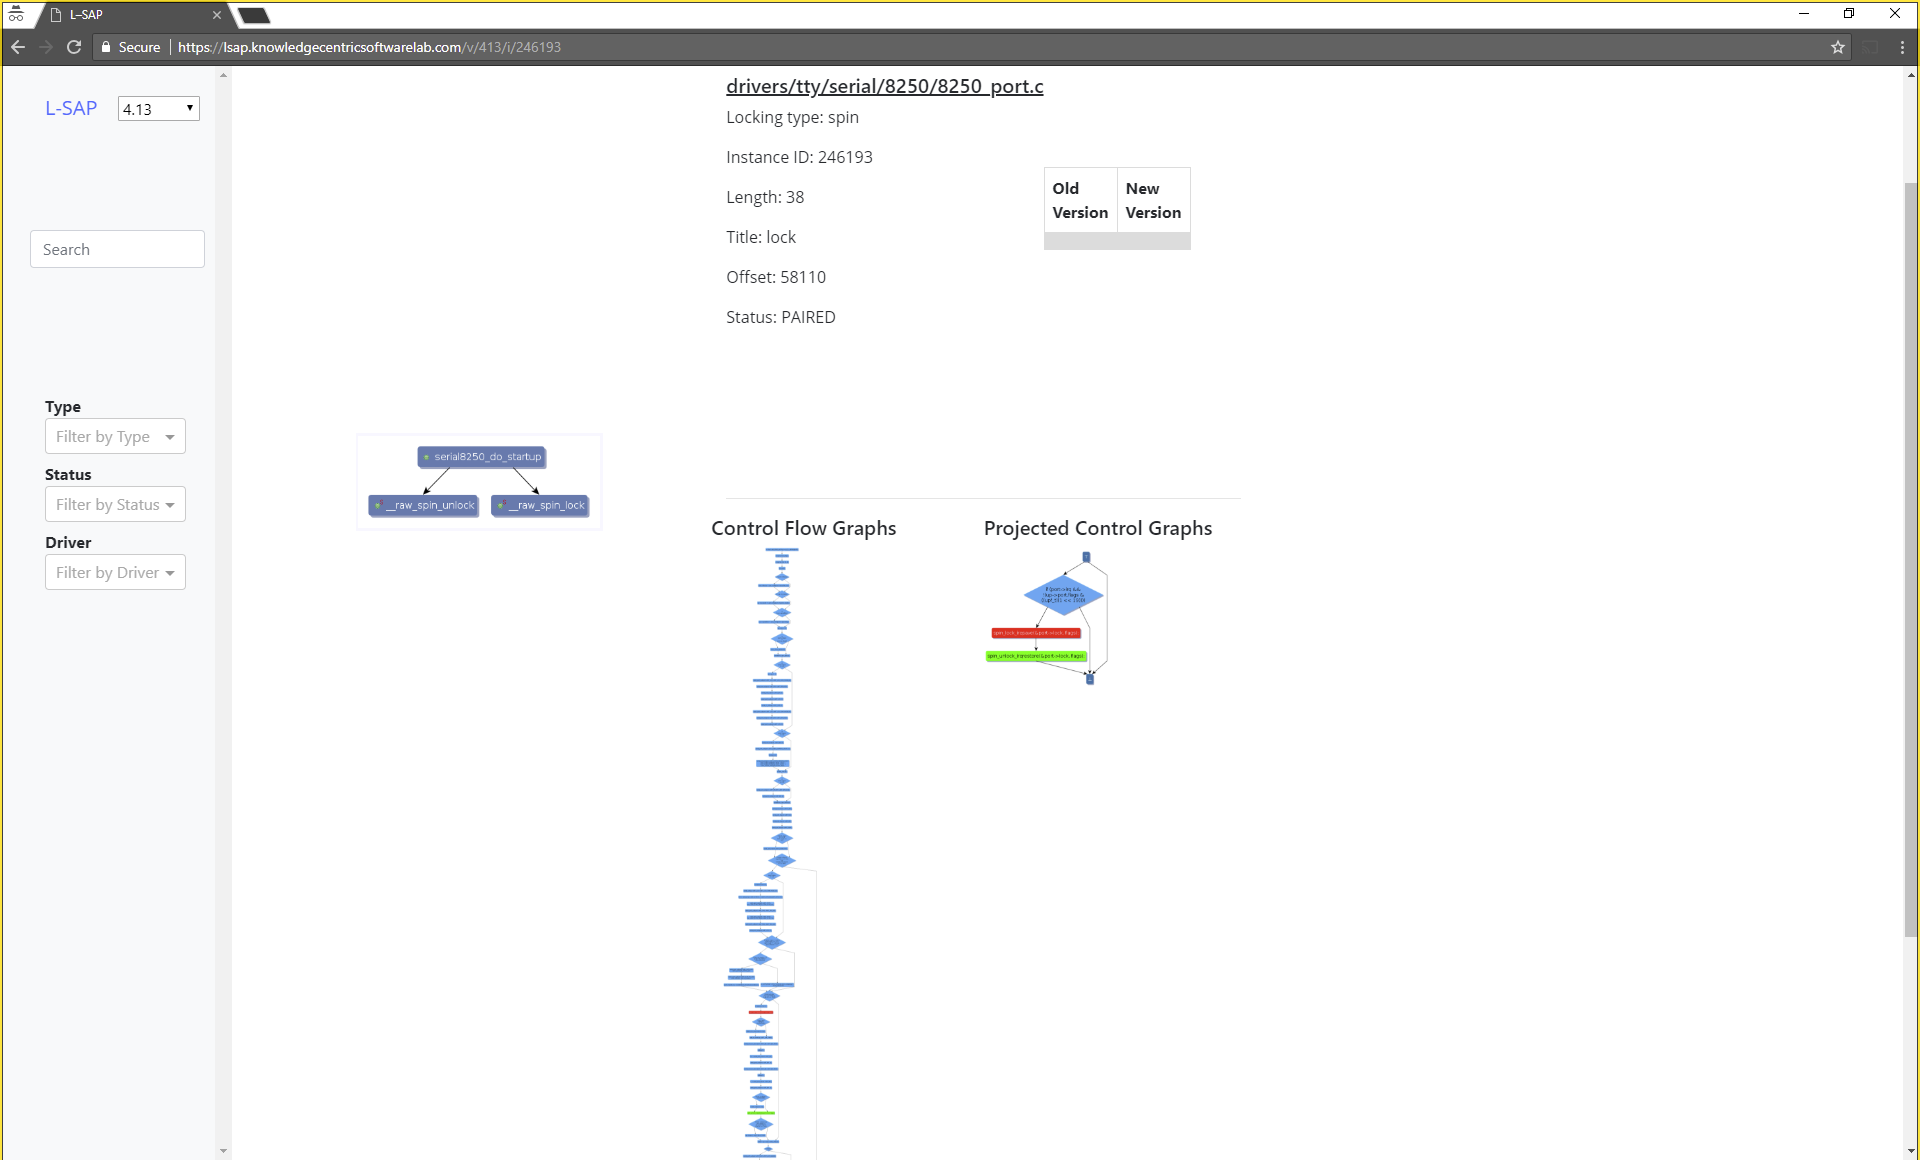 L–SAP
Secure
https://lsap.knowledgecentricsoftwarelab.com/v/413/i/246193
L-SAP
4.13
Search
Type
Filter by Type
Status
Filter by Status
Driver
Filter by Driver
drivers/tty/serial/8250/8250_port.c
Locking type: spin
Instance ID: 246193
Length: 38
Title: lock
Offset: 58110
Status: PAIRED
Old Version
New Version
serial8250_do_startup
__raw_spin_unlock
__raw_spin_lock
Control Flow Graphs
Projected Control Graphs